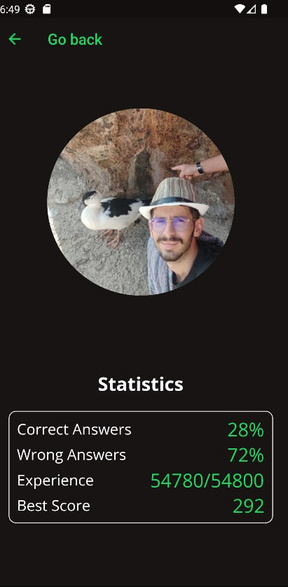 6:49
Go back
Statistics
Correct Answers 28%
Wrong Answers 72%
Experience 54780/54800
Best Score 292